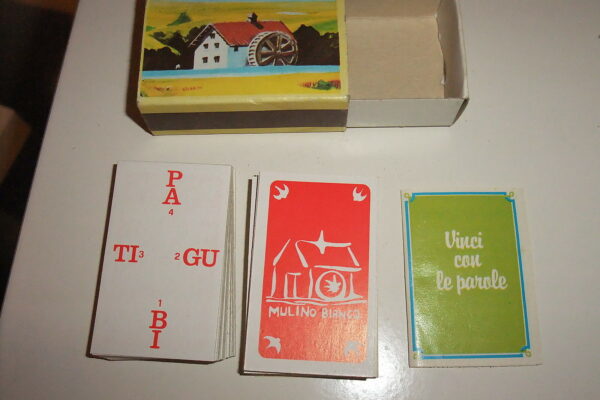 PA
4
TI 3
2 GU
1
BI
MULINO BIANCO
Vinci
con
le parole